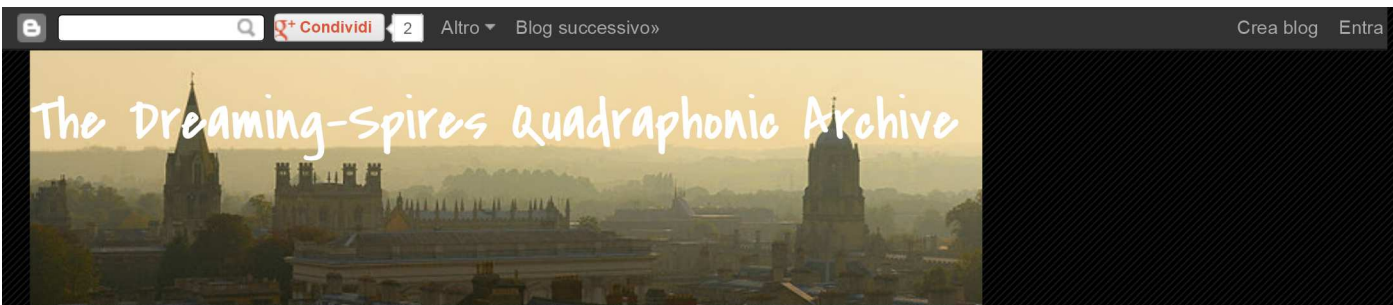 Condividi 2 Altro Blog successivo» Crea blog Entra
The Dreaming-Spires Quadraphonic Archive